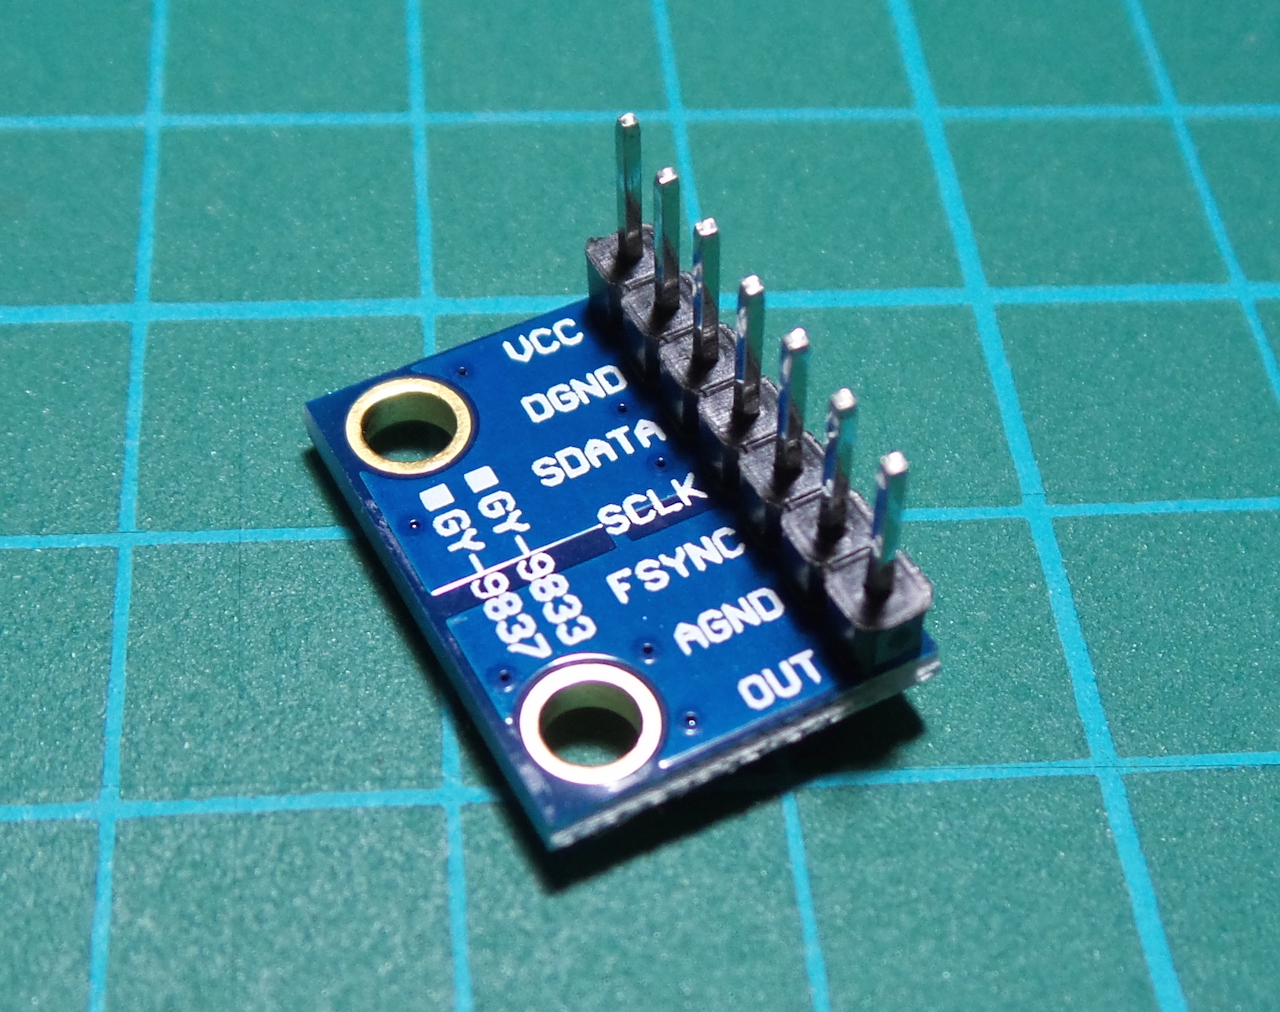 VCC
DGND
SDATA
SCLK
FSYNC
AGND
OUT
GY-9833
GY-9837